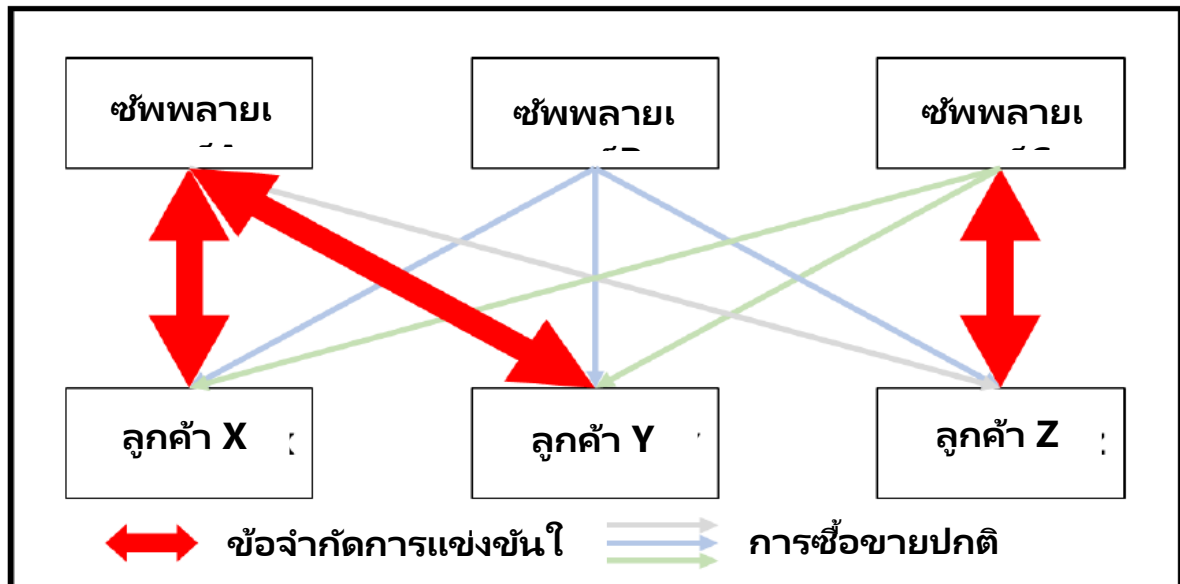 ซัพพลายเ
ซัพพลายเ
ซัพพลายเ
ลูกค้า X
ลูกค้า Y
ลูกค้า Z
ข้อจำกัดการแข่งขันใ
การซื้อขายปกติ